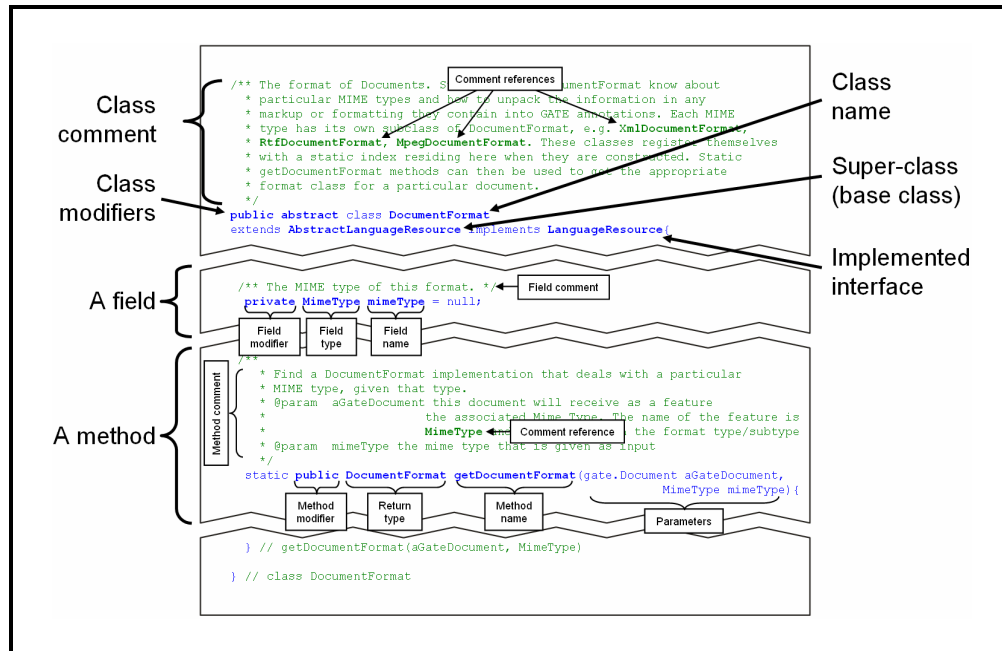 /** The format of Documents. S DocumentFormat know about
Comment references
* particular MIME types and how to unpack the information in any
* markup or formatting they contain into GATE annotations. Each MIME
* type has its own subclass of DocumentFormat, e.g. XmlDocumentFormat,
* RtfDocumentFormat, MpegDocumentFormat. These classes register themselves
* with a static index residing here when they are constructed. Static
* getDocumentFormat methods can then be used to get the appropriate
* format class for a particular document.
*/
public abstract class DocumentFormat
extends AbstractLanguageResource implements LanguageResource{
Class
comment
Class
modifiers
Class
name
Super-class
(base class)
Implemented
interface
A field
/** The MIME type of this format. */
Field comment
private MimeType mimeType = null;
Field
modifier
Field
type
Field
name
A method
Method comment
/**
* Find a DocumentFormat implementation that deals with a particular
* MIME type, given that type.
* @param aGateDocument this document will receive as a feature
* the associated Mime Type. The name of the feature is
* MimeType the format type/subtype
Comment reference
* @param mimeType the mime type that is given as input
*/
static public DocumentFormat getDocumentFormat(gate.Document aGateDocument,
MimeType mimeType){
Method
modifier
Return
type
Method
name
Parameters
} // getDocumentFormat(aGateDocument, MimeType)
} // class DocumentFormat